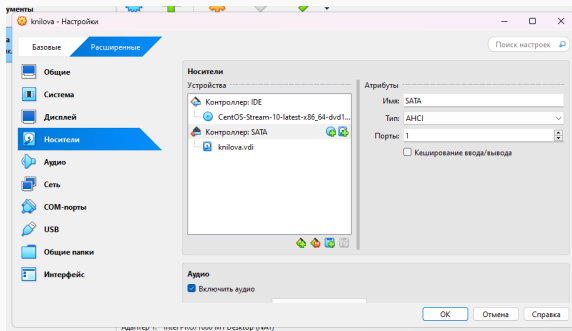 ументы
knilova - Настройки
Базовые Расширенные
Поиск настроек
Общие
Система
Дисплей
Носители
Аудио
Сеть
COM-порты
USB
Общие папки
Интерфейс
Носители
Устройства
Контроллер: IDE
CentOS-Stream-10-latest-x86_64-dvd1...
Контроллер: SATA
knilova.vdi
Атрибуты
Имя: SATA
Тип: AHCI
Порты: 1
Кеширование ввода/вывода
Аудио
Включить аудио
OK Отмена Справка
Адаптер 1: Intel PRO/1000 MT Desktop (NAT)